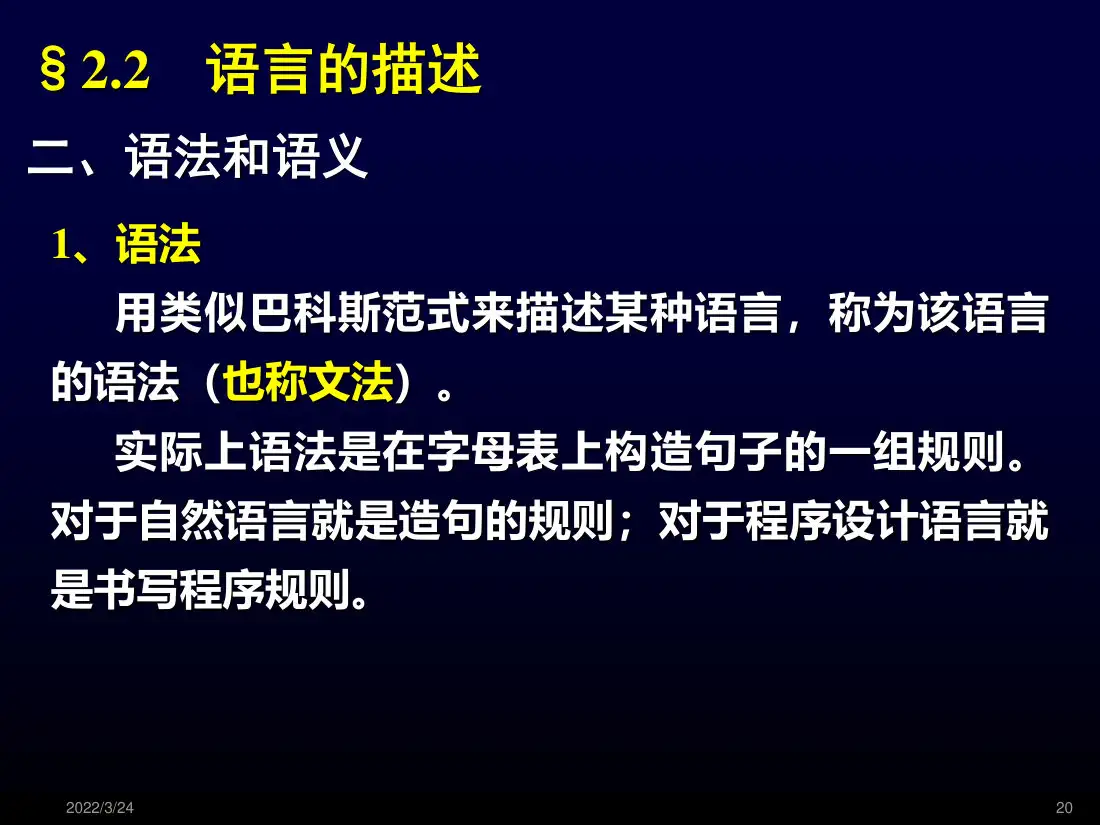 §2.2 语言的描述
二、语法和语义
1、语法
用类似巴科斯范式来描述某种语言，称为该语言
的语法（也称文法）。
实际上语法是在字母表上构造句子的一组规则。
对于自然语言就是造句的规则；对于程序设计语言就
是书写程序规则。
2022/3/24
20